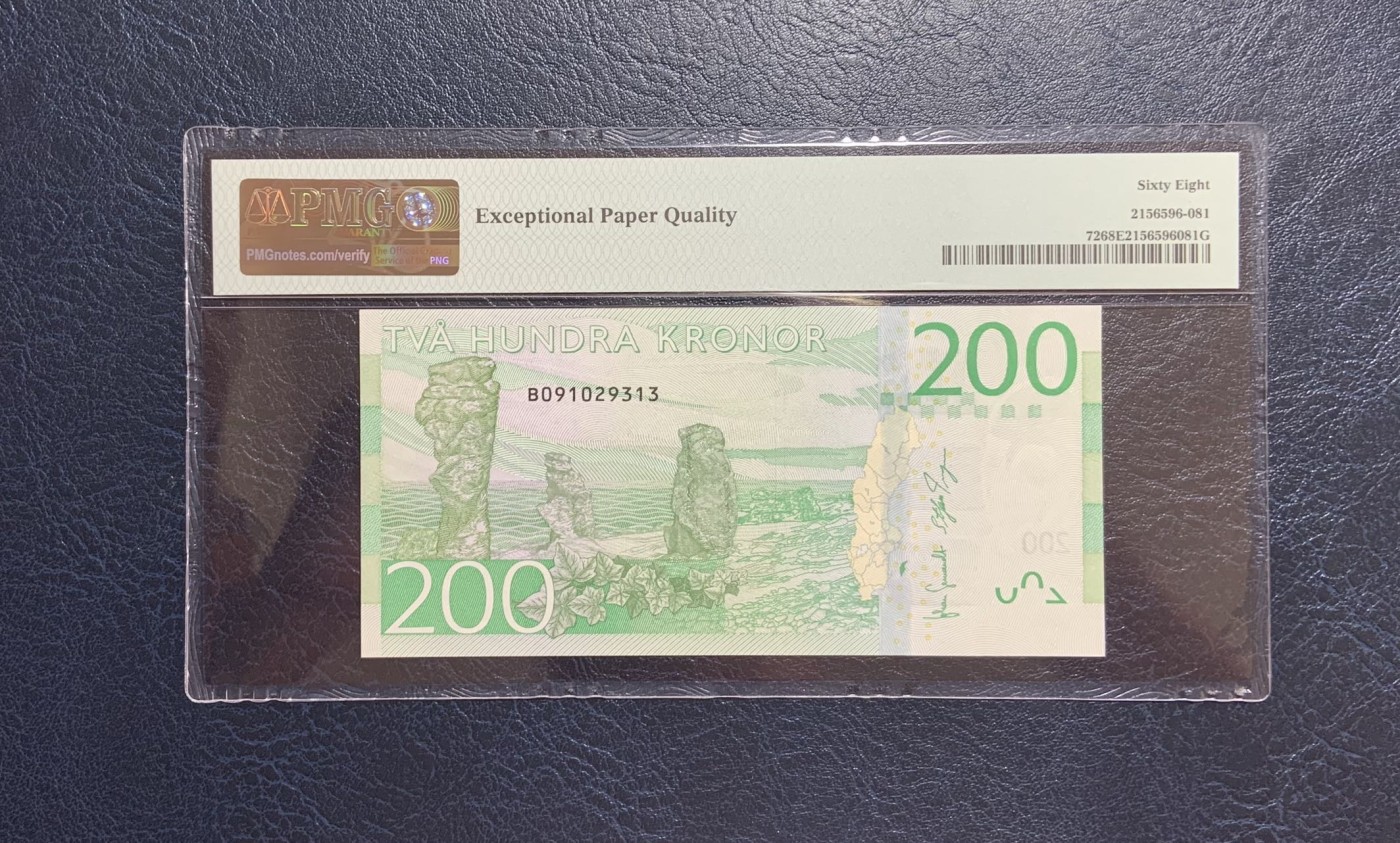 PMG
PMGnotes.com/verify
PNG
Exceptional Paper Quality
Sixty Eight
2156596-081
7268E2156596081G
TVÅ HUNDRA KRONOR
200
B091029313
200
200